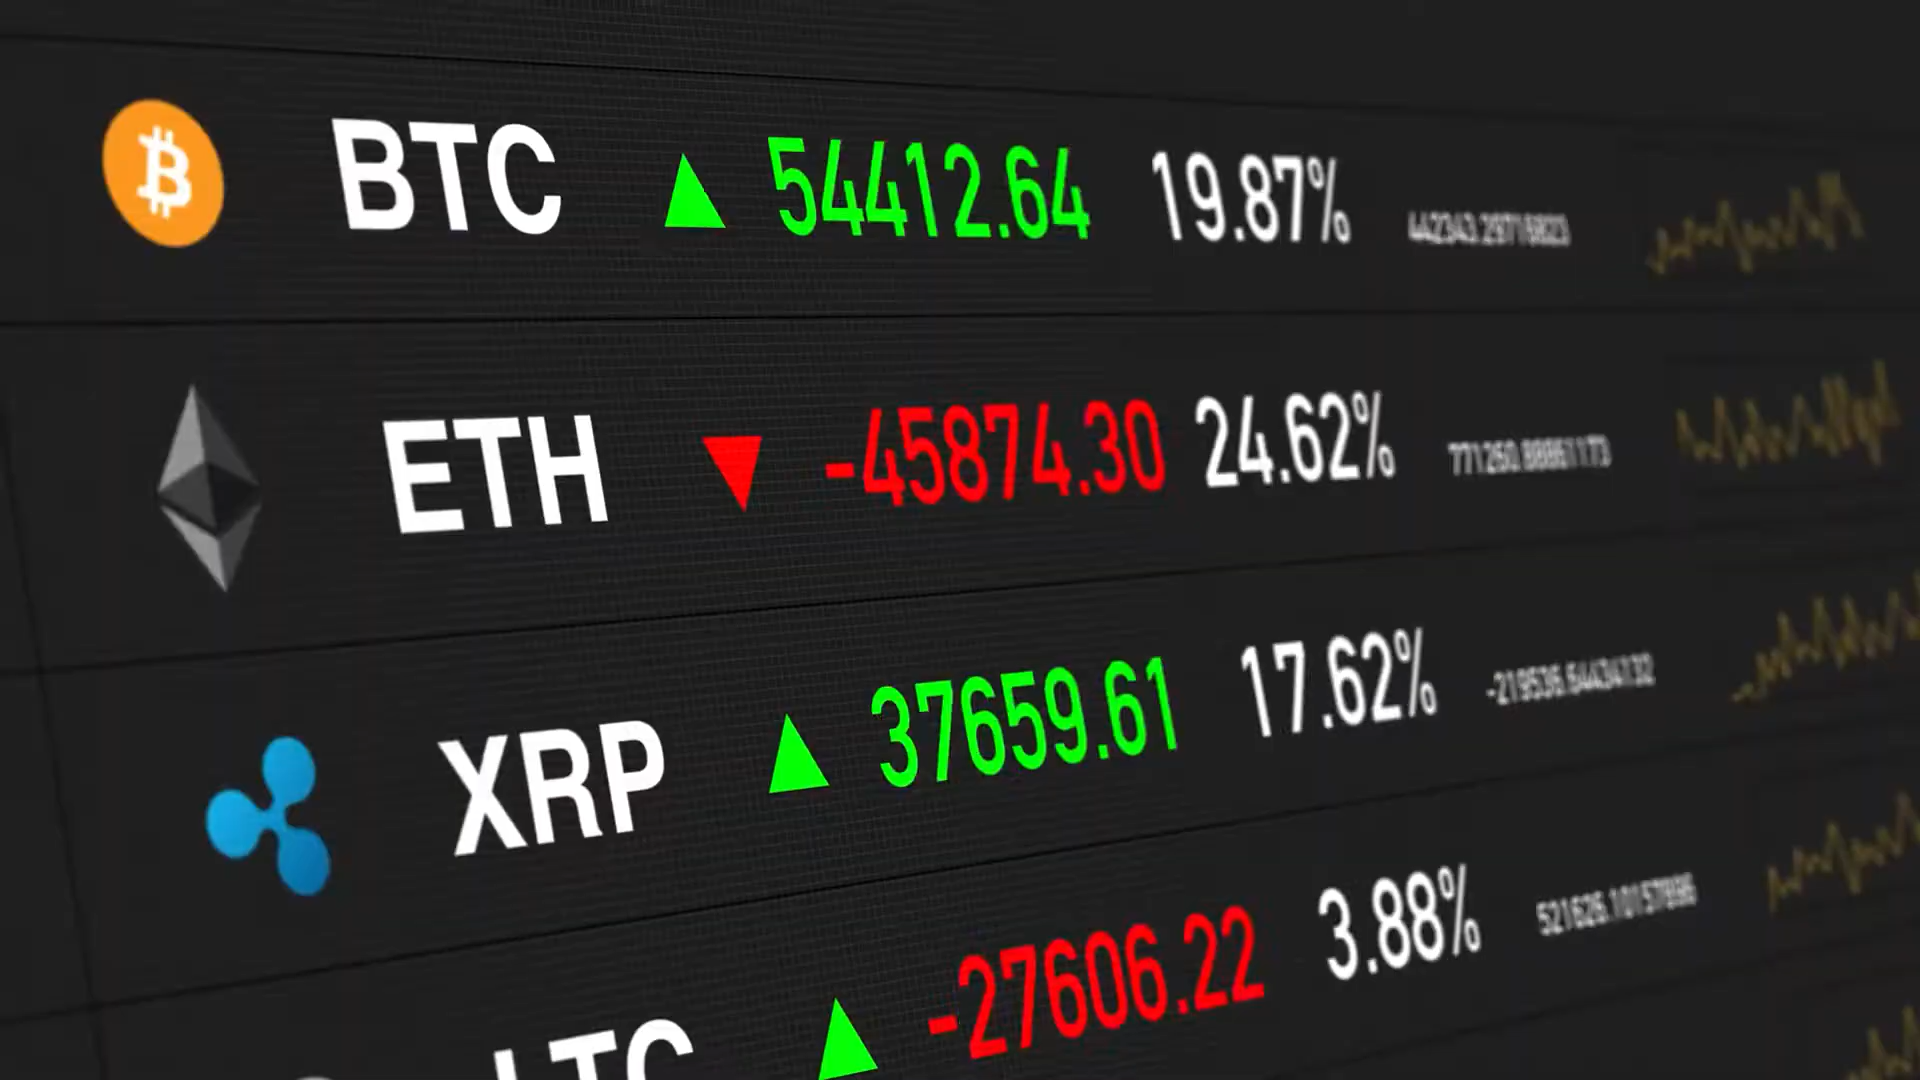 BTC ▲ 54412.64 19.87%
ETH ▼ -45874.30 24.62%
XRP ▲ 37659.61 17.62%
LTC ▲ -27606.22 3.88%